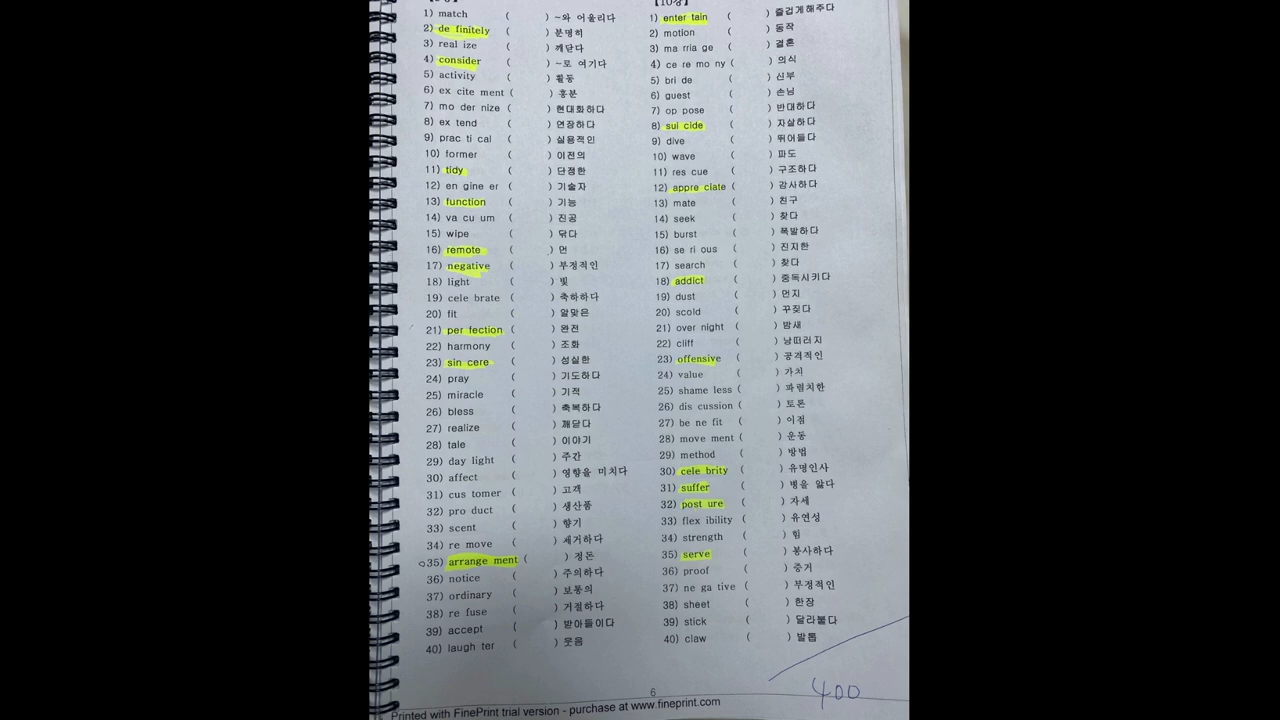 [10강]
1) match ( ) ~와 어울리다
2) de finitely ( ) 분명히
3) real ize ( ) 깨닫다
4) consider ( ) ~로 여기다
5) activity ( ) 활동
6) ex cite ment ( ) 흥분
7) mo der nize ( ) 현대화하다
8) ex tend ( ) 연장하다
9) prac ti cal ( ) 실용적인
10) former ( ) 이전의
11) tidy ( ) 단정한
12) en gine er ( ) 기술자
13) function ( ) 기능
14) va cu um ( ) 진공
15) wipe ( ) 닦다
16) remote ( ) 먼
17) negative ( ) 부정적인
18) light ( ) 빛
19) cele brate ( ) 축하하다
20) fit ( ) 알맞은
21) per fection ( ) 완전
22) harmony ( ) 조화
23) sin cere ( ) 성실한
24) pray ( ) 기도하다
25) miracle ( ) 기적
26) bless ( ) 축복하다
27) realize ( ) 깨닫다
28) tale ( ) 이야기
29) day light ( ) 주간
30) affect ( ) 영향을 미치다
31) cus tomer ( ) 고객
32) pro duct ( ) 생산품
33) scent ( ) 향기
34) re move ( ) 제거하다
35) arrange ment ( ) 정돈
36) notice ( ) 주의하다
37) ordinary ( ) 보통의
38) re fuse ( ) 거절하다
39) accept ( ) 받아들이다
40) laugh ter ( ) 웃음
1) enter tain ( ) 즐겁게해주다
2) motion ( ) 동작
3) ma rria ge ( ) 결혼
4) ce re mo ny ( ) 의식
5) bri de ( ) 신부
6) guest ( ) 손님
7) op pose ( ) 반대하다
8) sui cide ( ) 자살하다
9) dive ( ) 뛰어들다
10) wave ( ) 파도
11) res cue ( ) 구조하다
12) appre ciate ( ) 감사하다
13) mate ( ) 친구
14) seek ( ) 찾다
15) burst ( ) 폭발하다
16) se ri ous ( ) 진지한
17) search ( ) 찾다
18) addict ( ) 중독시키다
19) dust ( ) 먼지
20) scold ( ) 꾸짖다
21) over night ( ) 밤새
22) cliff ( ) 낭떠러지
23) offensive ( ) 공격적인
24) value ( ) 가치
25) shame less ( ) 파렴치한
26) dis cussion ( ) 토론
27) be ne fit ( ) 이점
28) move ment ( ) 운동
29) method ( ) 방법
30) cele brity ( ) 유명인사
31) suffer ( ) 병을 앓다
32) post ure ( ) 자세
33) flex ibility ( ) 유연성
34) strength ( ) 힘
35) serve ( ) 봉사하다
36) proof ( ) 증거
37) ne ga tive ( ) 부정적인
38) sheet ( ) 한장
39) stick ( ) 달라붙다
40) claw ( ) 발톱
400
6
Printed with FinePrint trial version - purchase at www.fineprint.com